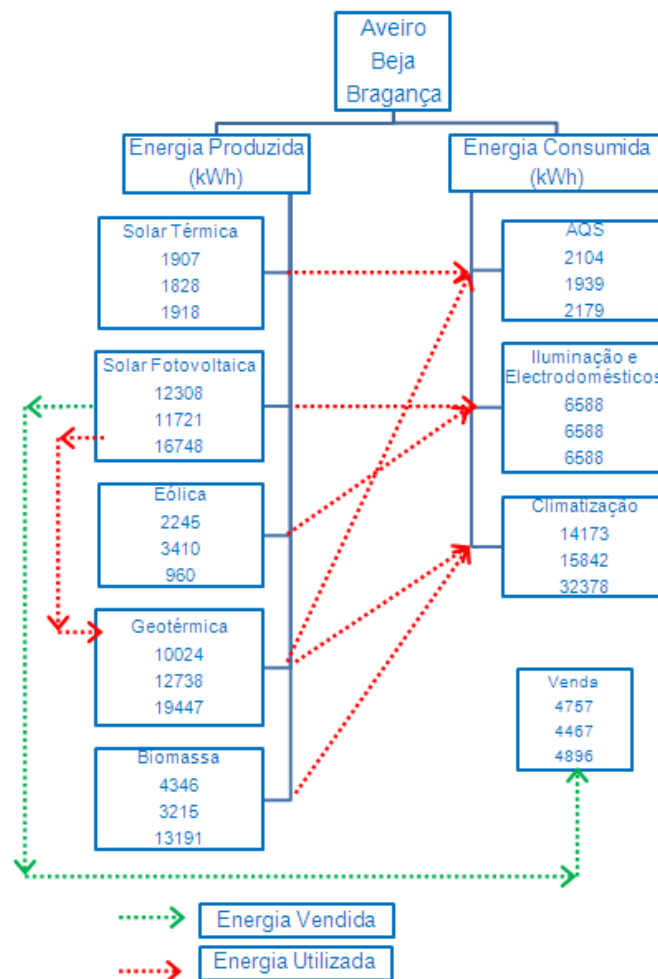 Aveiro
Beja
Bragança
Energia Produzida
(kWh)
Energia Consumida
(kWh)
Solar Térmica
1907
1828
1918
AQS
2104
1939
2179
Solar Fotovoltaica
12308
11721
16748
Iluminação e
Electrodomésticos
6588
6588
6588
Eólica
2245
3410
960
Climatização
14173
15842
32378
Geotérmica
10024
12738
19447
Venda
4757
4467
4896
Biomassa
4346
3215
13191
Energia Vendida
Energia Utilizada